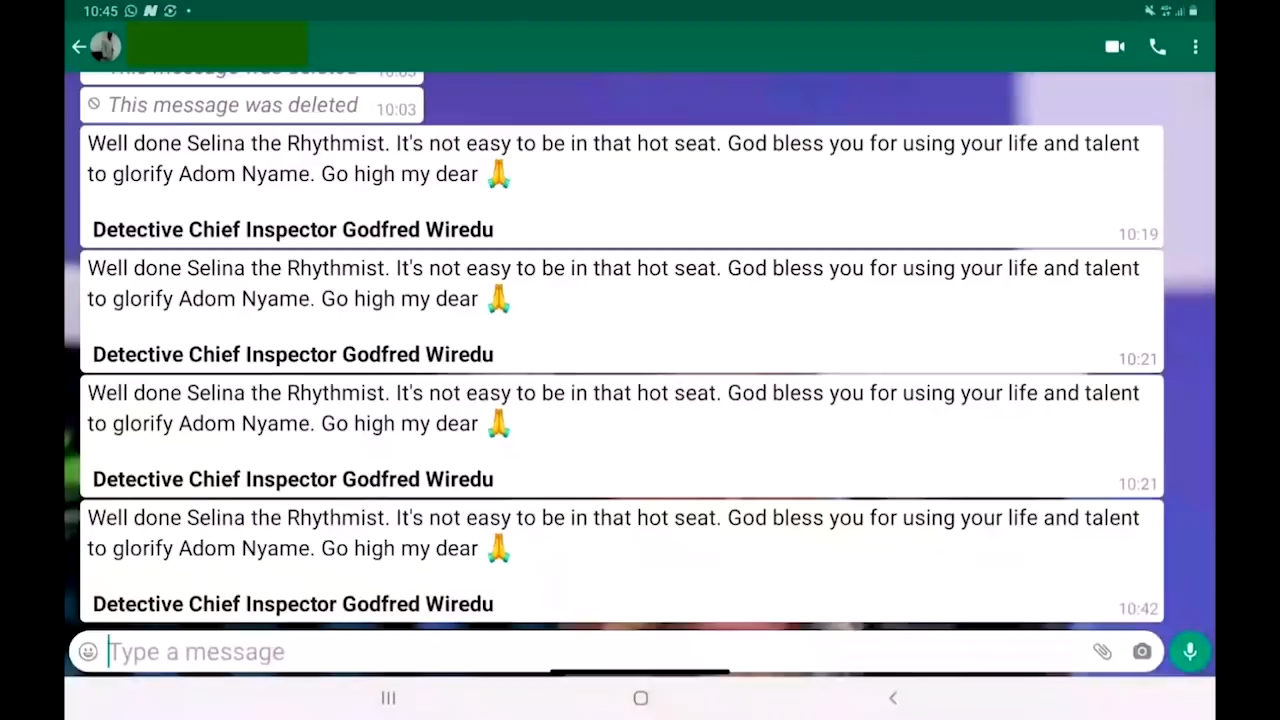 10:45
This message was deleted 10:03
This message was deleted 10:03
Well done Selina the Rhythmist. It's not easy to be in that hot seat. God bless you for using your life and talent
to glorify Adom Nyame. Go high my dear 🙏
Detective Chief Inspector Godfred Wiredu
10:19
Well done Selina the Rhythmist. It's not easy to be in that hot seat. God bless you for using your life and talent
to glorify Adom Nyame. Go high my dear 🙏
Detective Chief Inspector Godfred Wiredu
10:21
Well done Selina the Rhythmist. It's not easy to be in that hot seat. God bless you for using your life and talent
to glorify Adom Nyame. Go high my dear 🙏
Detective Chief Inspector Godfred Wiredu
10:21
Well done Selina the Rhythmist. It's not easy to be in that hot seat. God bless you for using your life and talent
to glorify Adom Nyame. Go high my dear 🙏
Detective Chief Inspector Godfred Wiredu
10:42
Type a message